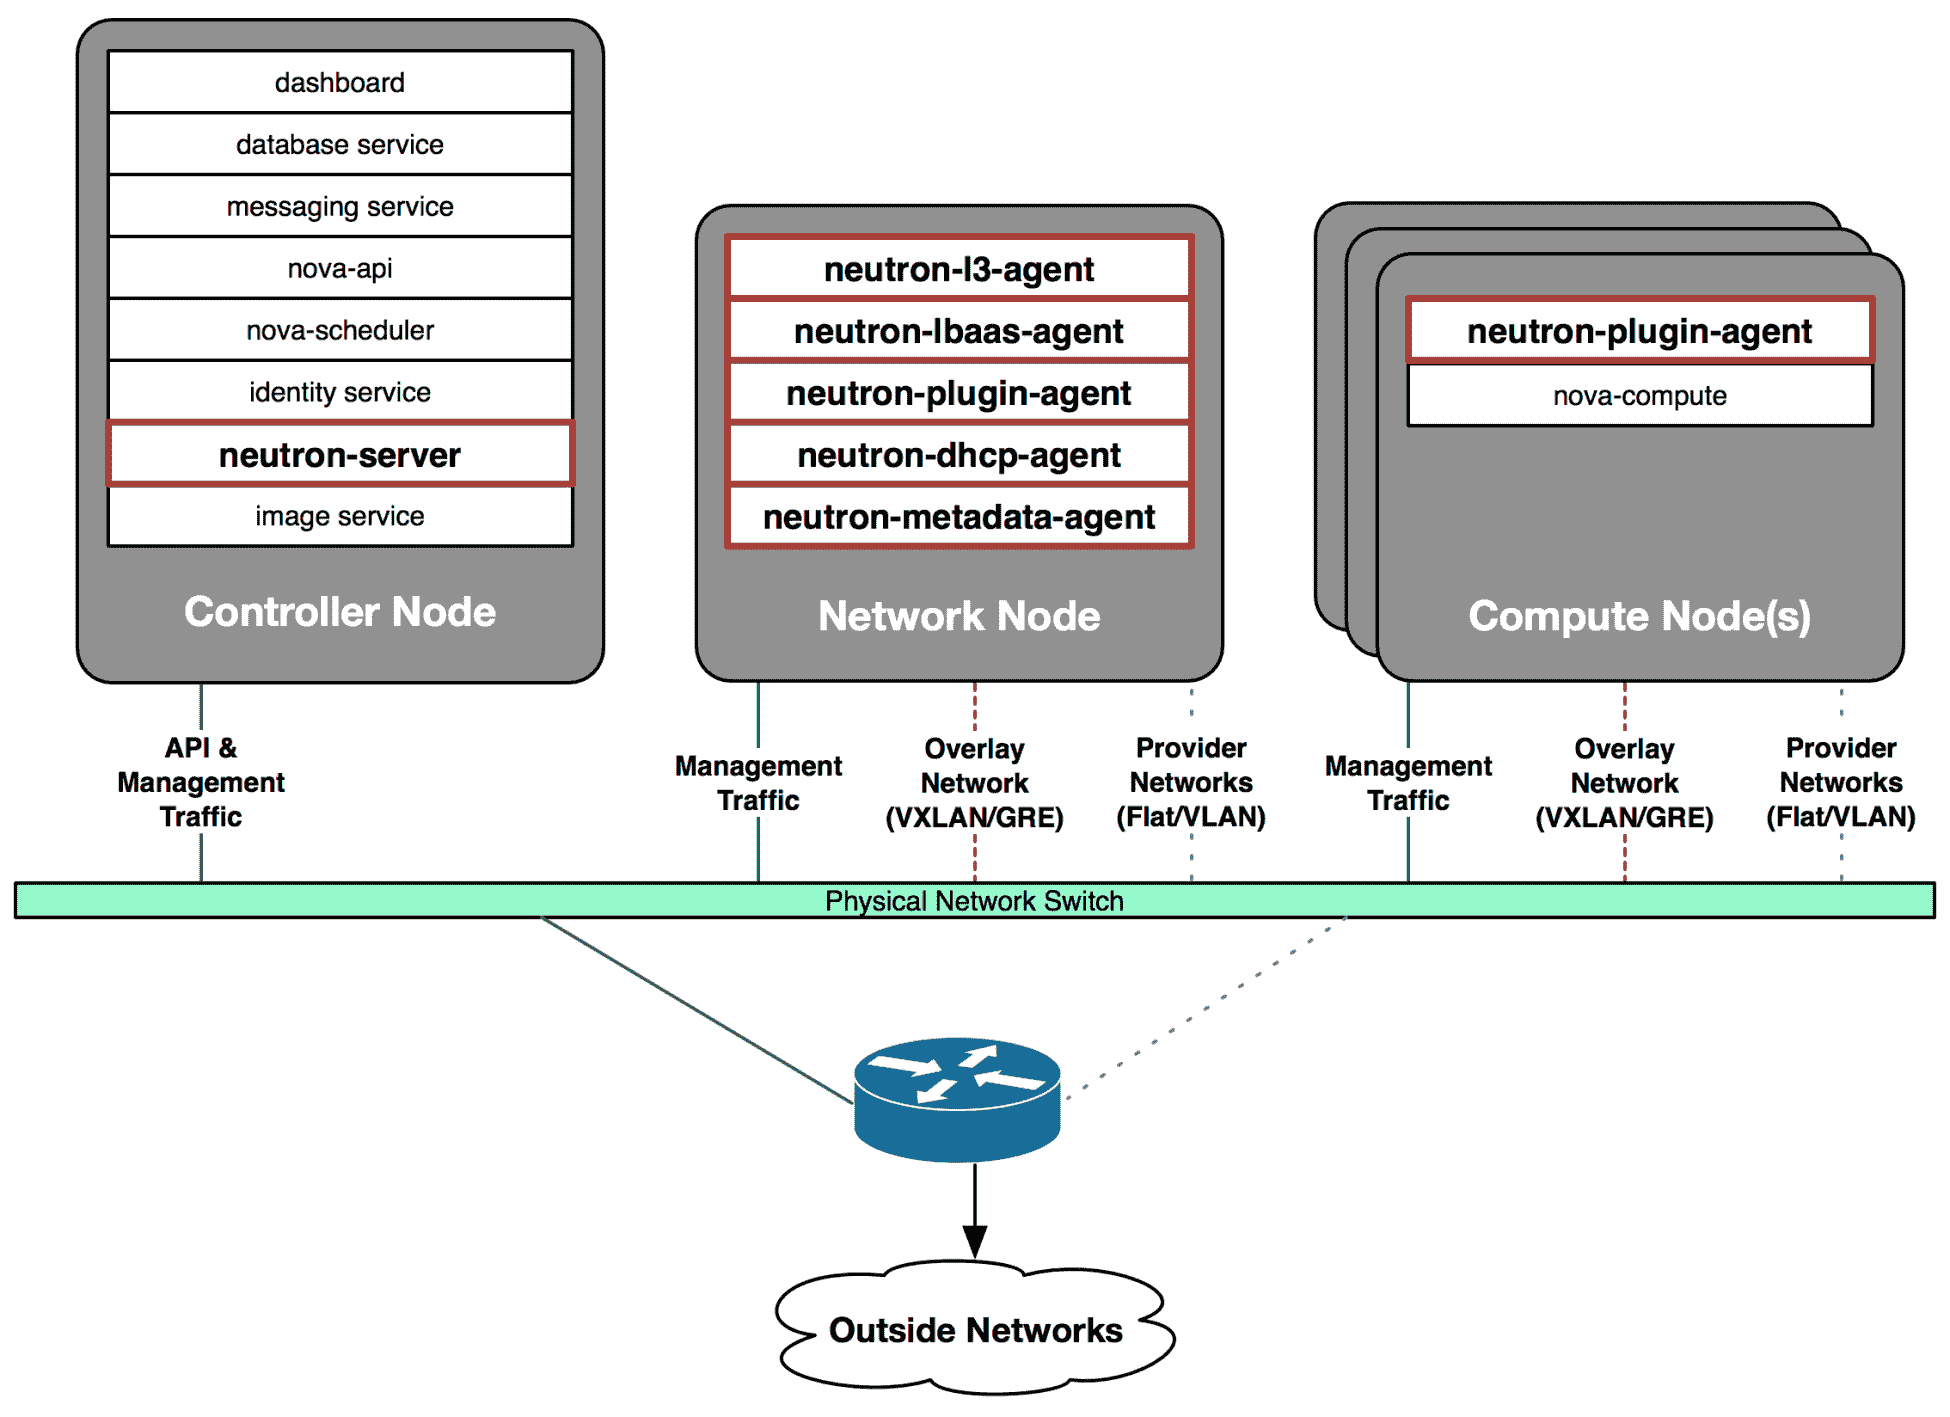 dashboard
database service
messaging service
nova-api
nova-scheduler
identity service
neutron-server
image service
Controller Node
neutron-l3-agent
neutron-lbaas-agent
neutron-plugin-agent
neutron-dhcp-agent
neutron-metadata-agent
Network Node
neutron-plugin-agent
nova-compute
Compute Node(s)
API &
Management
Traffic
Management
Traffic
Overlay
Network
(VXLAN/GRE)
Provider
Networks
(Flat/VLAN)
Management
Traffic
Overlay
Network
(VXLAN/GRE)
Provider
Networks
(Flat/VLAN)
Physical Network Switch
Outside Networks